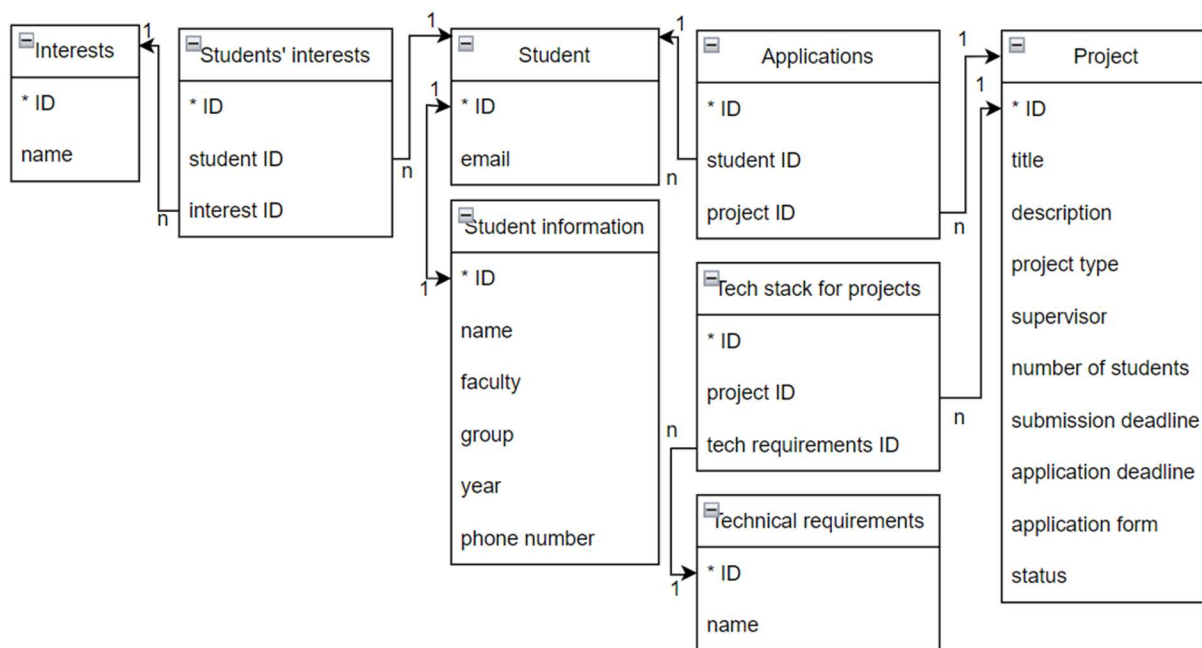 Interests
* ID
name
Students' interests
* ID
student ID
interest ID
Student
* ID
email
Student information
* ID
name
faculty
group
year
phone number
Applications
* ID
student ID
project ID
Tech stack for projects
* ID
project ID
tech requirements ID
Technical requirements
* ID
name
Project
* ID
title
description
project type
supervisor
number of students
submission deadline
application deadline
application form
status
1
n
1
n
1
1
1
n
1
n
1
n
n
1